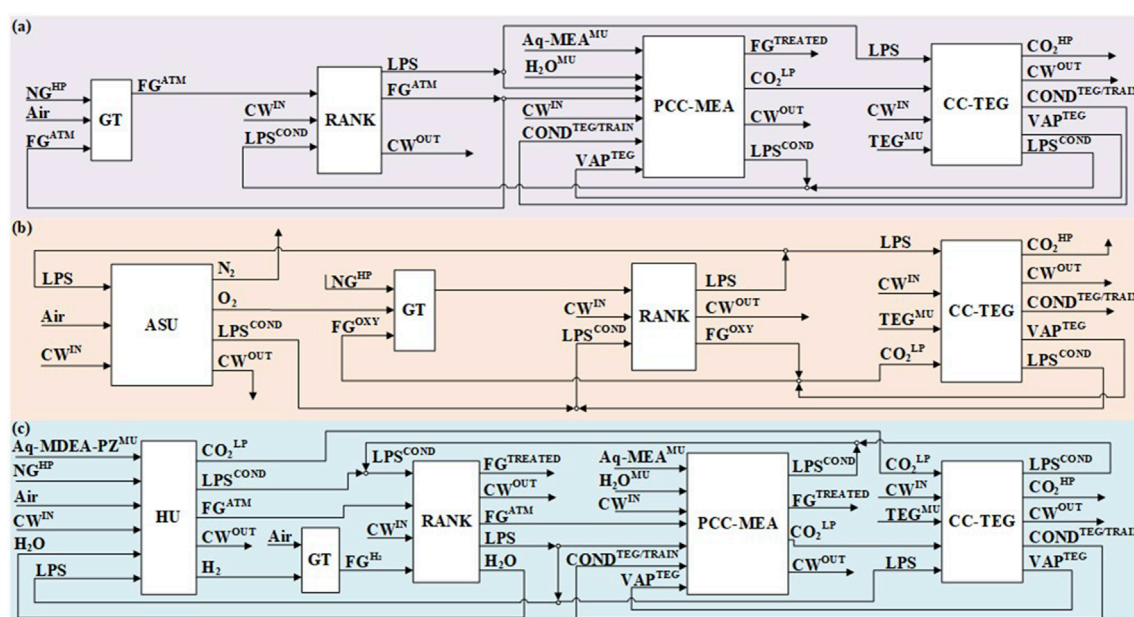 (a)
NG^HP
Air
FG^ATM
GT
FG^ATM
CW^IN
LPS^COND
RANK
LPS
FG^ATM
CW^OUT
Aq-MEA^MU
H₂O^MU
CW^IN
COND^TEG/TRAIN
VAP^TEG
PCC-MEA
FG^TREATED
CO₂^LP
CW^OUT
LPS^COND
LPS
CW^IN
TEG^MU
CC-TEG
CO₂^HP
CW^OUT
COND^TEG/TRAIN
VAP^TEG
LPS^COND
(b)
LPS
Air
CW^IN
ASU
N₂
O₂
LPS^COND
CW^OUT
NG^HP
FG^OXY
GT
CW^IN
LPS^COND
RANK
LPS
CW^OUT
FG^OXY
LPS
CW^IN
TEG^MU
CO₂^LP
CC-TEG
CO₂^HP
CW^OUT
COND^TEG/TRAIN
VAP^TEG
LPS^COND
(c)
Aq-MDEA-PZ^MU
NG^HP
Air
CW^IN
H₂O
LPS
HU
CO₂^LP
LPS^COND
FG^ATM
CW^OUT
H₂
Air
GT
FG^H₂
LPS^COND
CW^IN
RANK
FG^TREATED
CW^OUT
FG^ATM
LPS
H₂O
Aq-MEA^MU
H₂O^MU
CW^IN
COND^TEG/TRAIN
VAP^TEG
PCC-MEA
LPS^COND
FG^TREATED
CO₂^LP
CW^OUT
CO₂^LP
CW^IN
TEG^MU
LPS
CC-TEG
LPS^COND
CO₂^HP
CW^OUT
COND^TEG/TRAIN
VAP^TEG